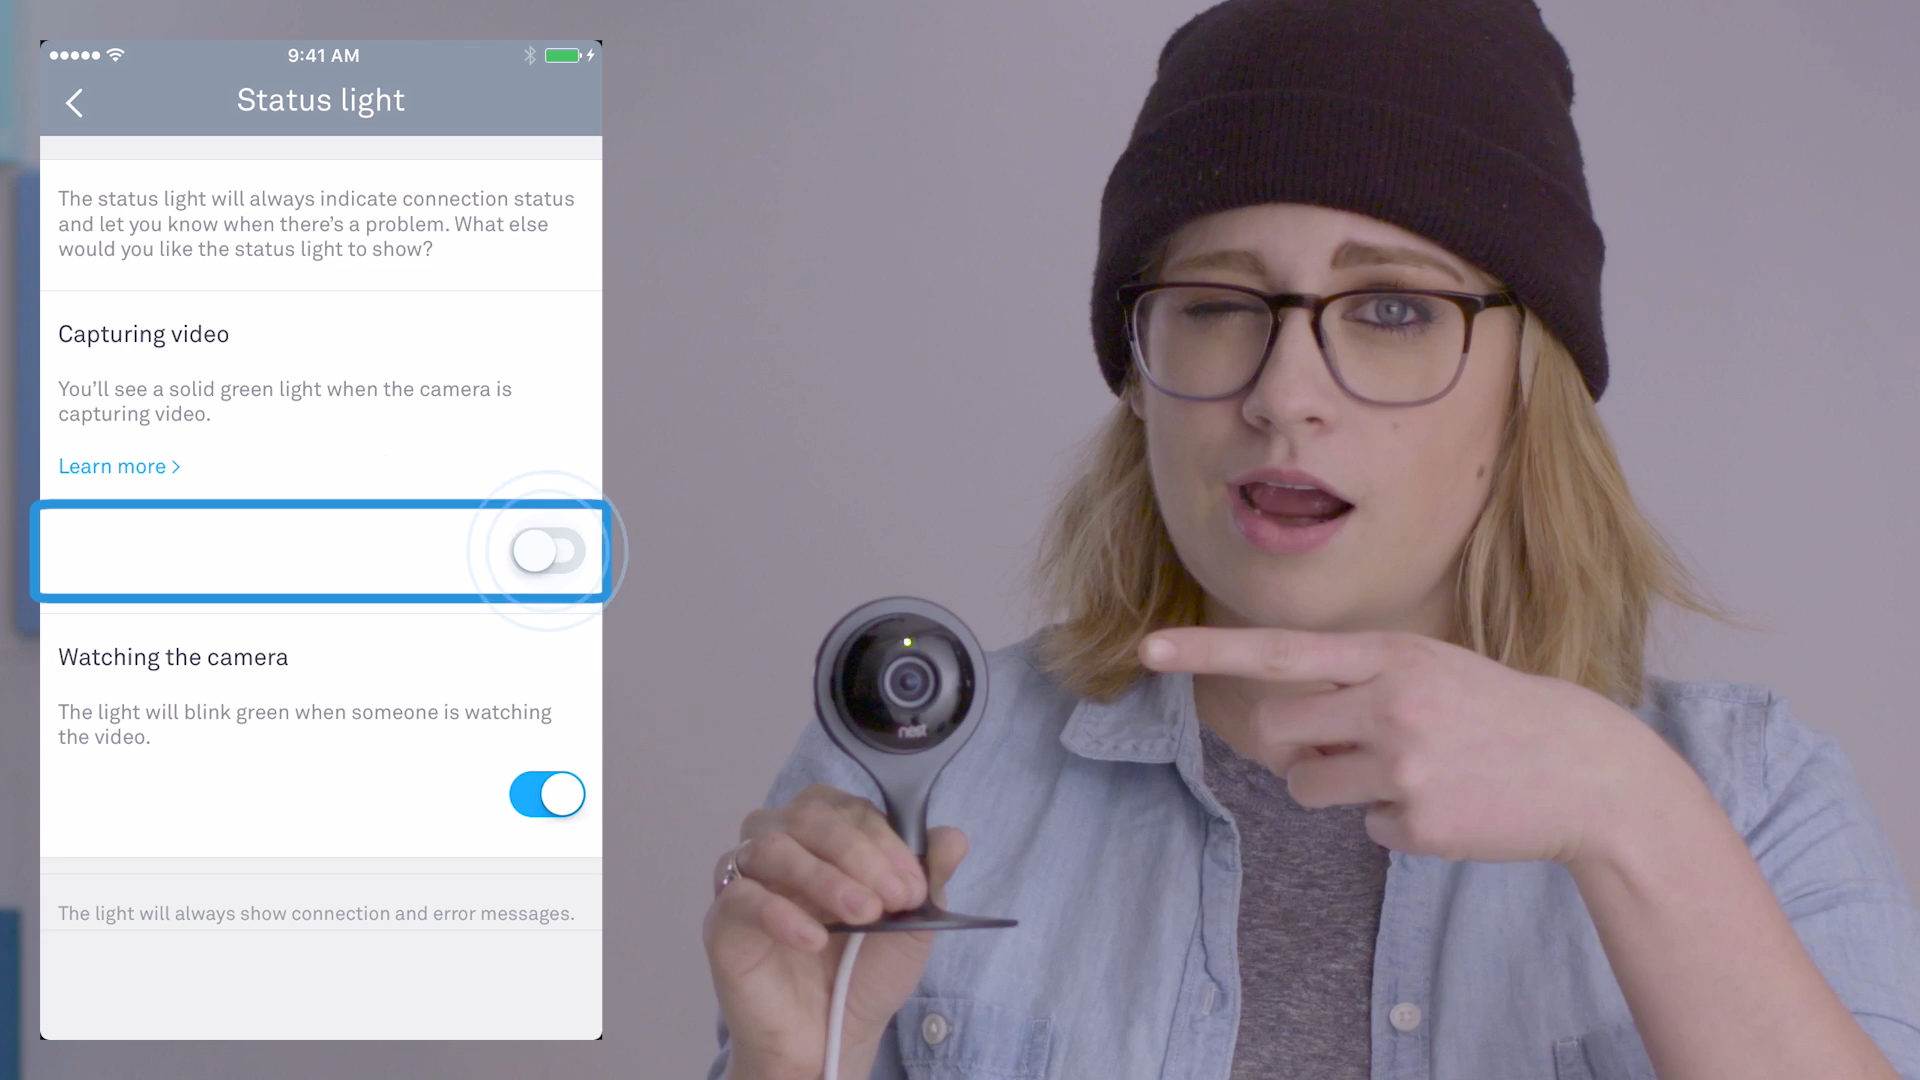 9:41 AM
Status light
The status light will always indicate connection status
and let you know when there's a problem. What else
would you like the status light to show?
Capturing video
You'll see a solid green light when the camera is
capturing video.
Learn more >
Watching the camera
The light will blink green when someone is watching
the video.
The light will always show connection and error messages.
nest